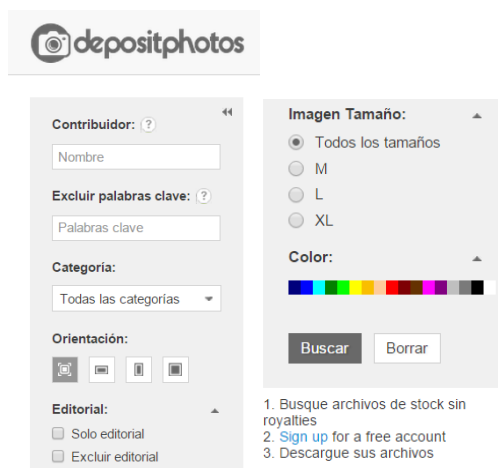 depositphotos
Contribuidor: ?
Nombre
Excluir palabras clave: ?
Palabras clave
Categoría:
Todas las categorías
Orientación:
Editorial:
Solo editorial
Excluir editorial
Imagen Tamaño:
Todos los tamaños
M
L
XL
Color:
Buscar Borrar
1. Busque archivos de stock sin
royalties
2. Sign up for a free account
3. Descargue sus archivos